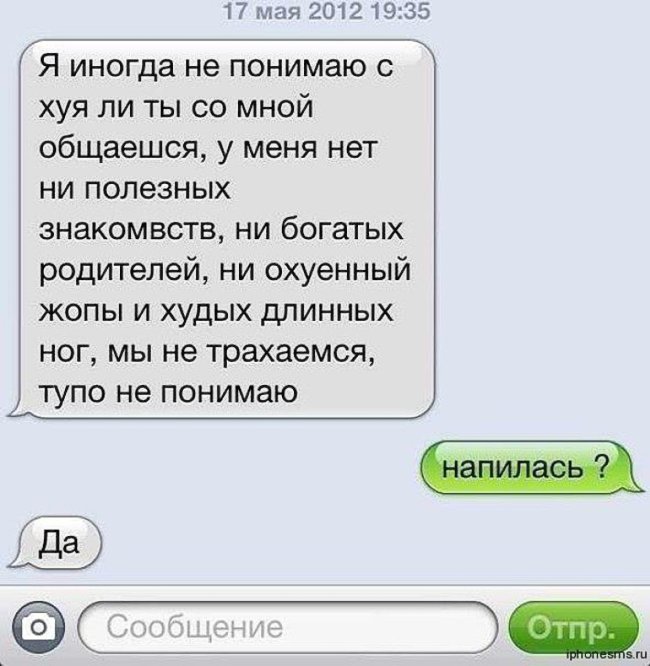 17 мая 2012 19:35
Я иногда не понимаю с
хуя ли ты со мной
общаешся, у меня нет
ни полезных
знакомвств, ни богатых
родителей, ни охуенный
жопы и худых длинных
ног, мы не трахаемся,
тупо не понимаю
напилась ?
Да
Сообщение
Отпр.
iphonesms.ru